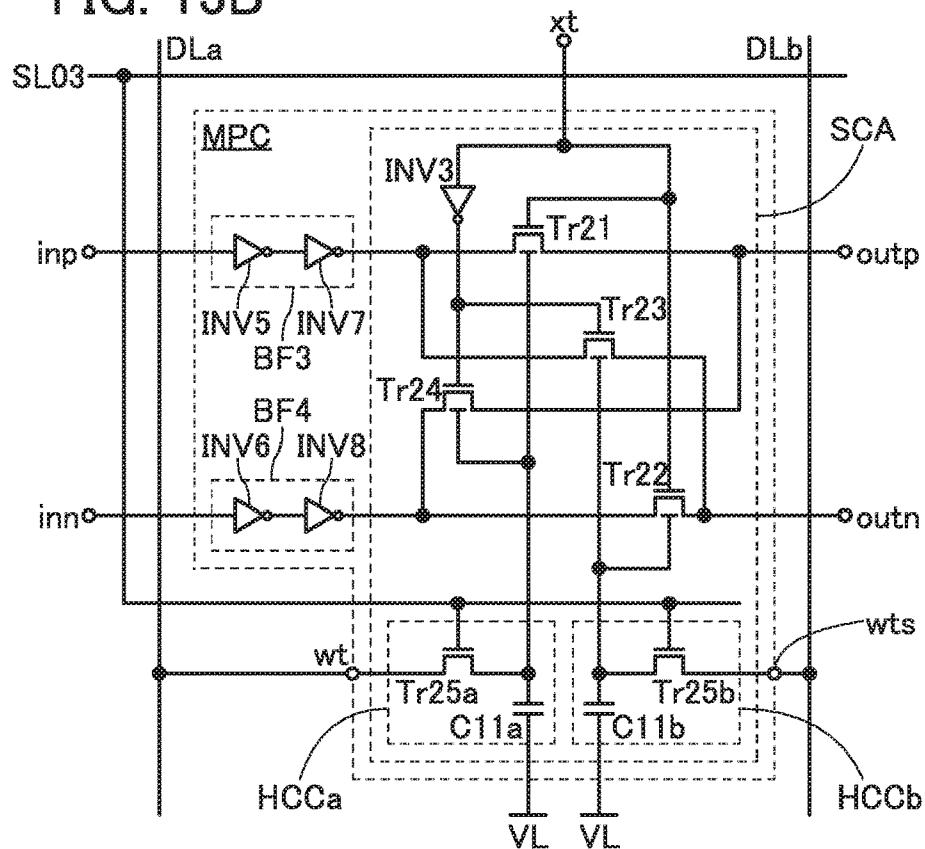 FIG. 15B
xt
DLa
DLb
SL03
MPC
SCA
INV3
Tr21
inp
outp
INV5 INV7
Tr23
BF3
Tr24
BF4
INV6 INV8
Tr22
inn
outn
wts
wt
Tr25a
Tr25b
C11a
C11b
HCCa
HCCb
VL VL